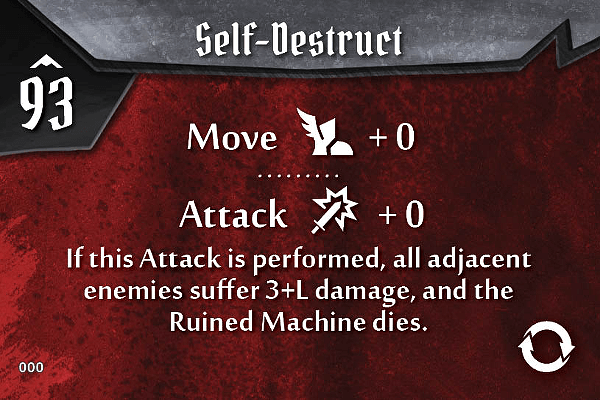 Self-Destruct
93
Move + 0
Attack + 0
If this Attack is performed, all adjacent
enemies suffer 3+L damage, and the
Ruined Machine dies.
000